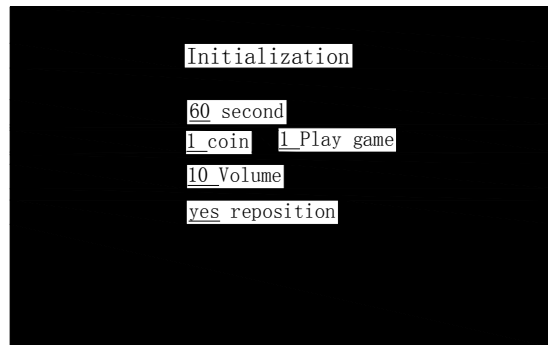 Initialization
60 second
1 coin 1 Play game
10 Volume
yes reposition